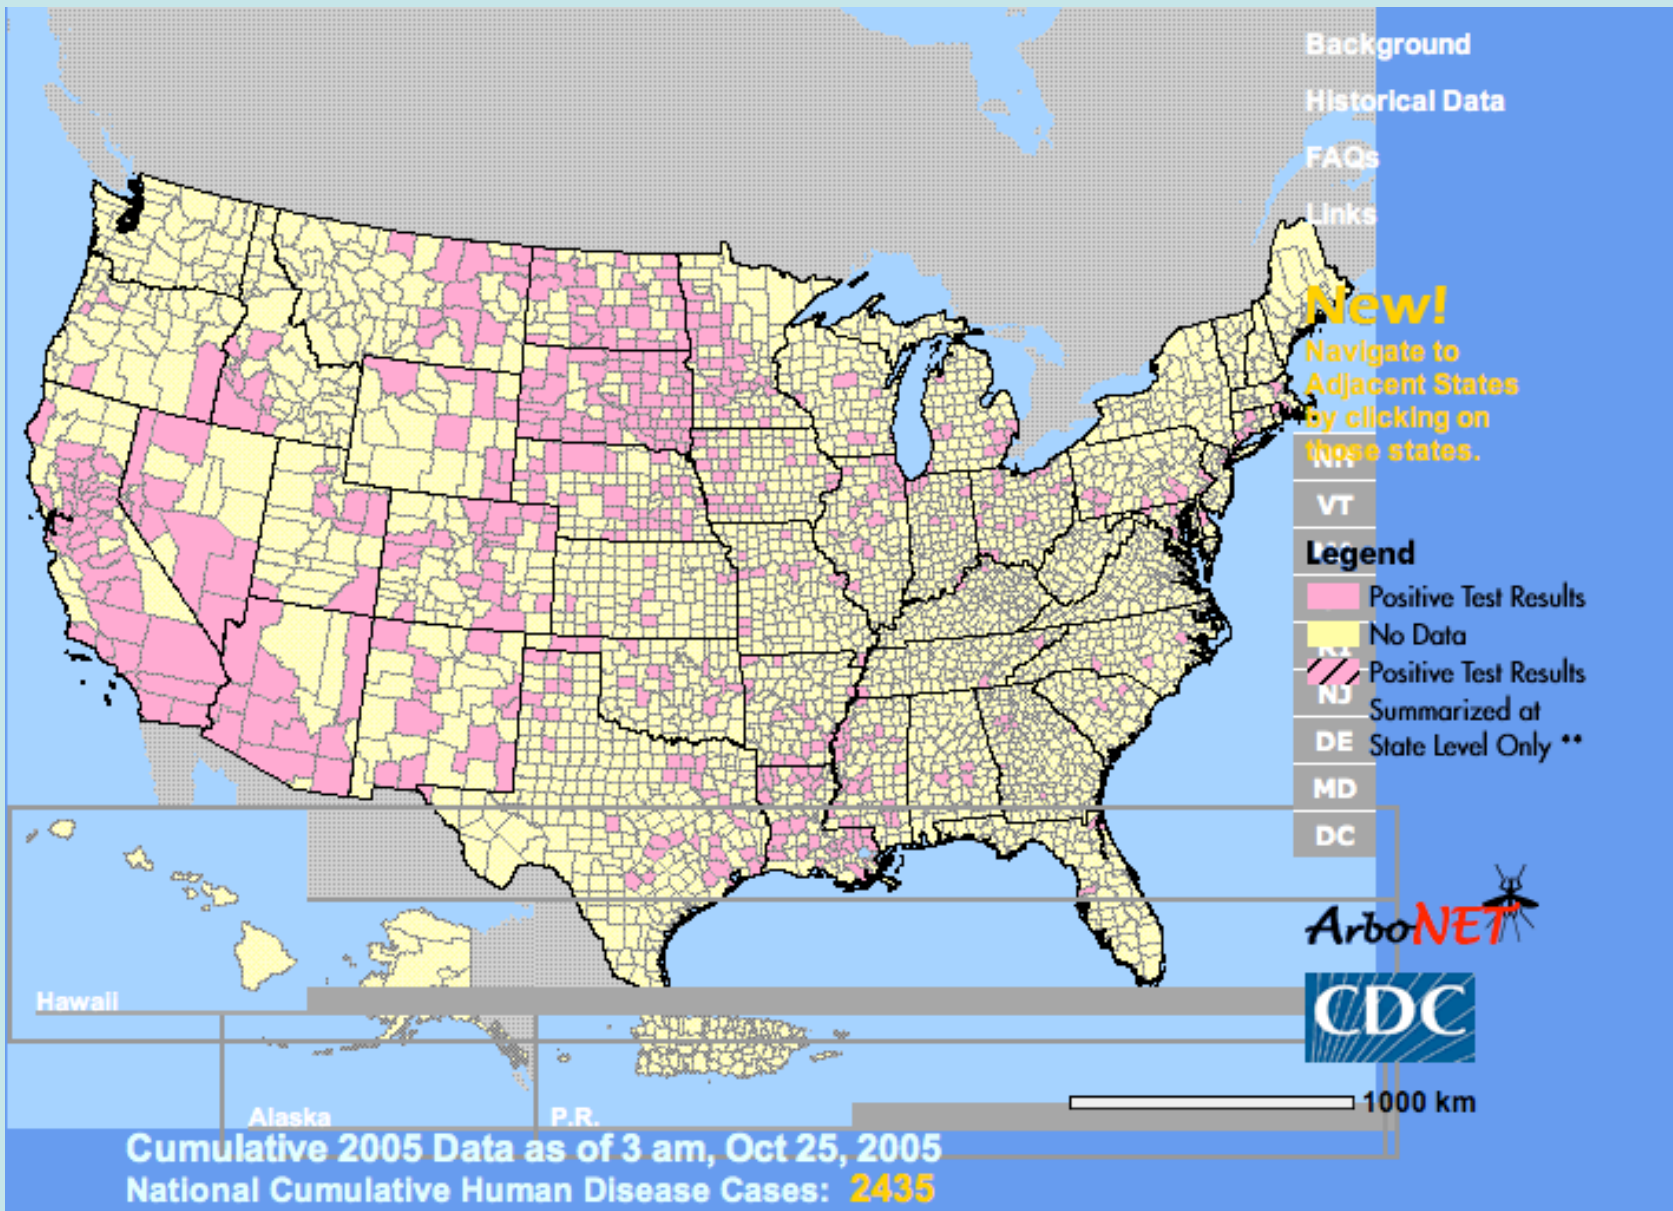 Background
Historical Data
FAQs
Links
New!
Navigate to
Adjacent States
by clicking on
those states.
NH
VT
Legend
Positive Test Results
No Data
RI
Positive Test Results
NJ
Summarized at
DE
State Level Only **
MD
DC
ArboNET
CDC
Hawaii
Alaska
P.R.
1000 km
Cumulative 2005 Data as of 3 am, Oct 25, 2005
National Cumulative Human Disease Cases: 2435